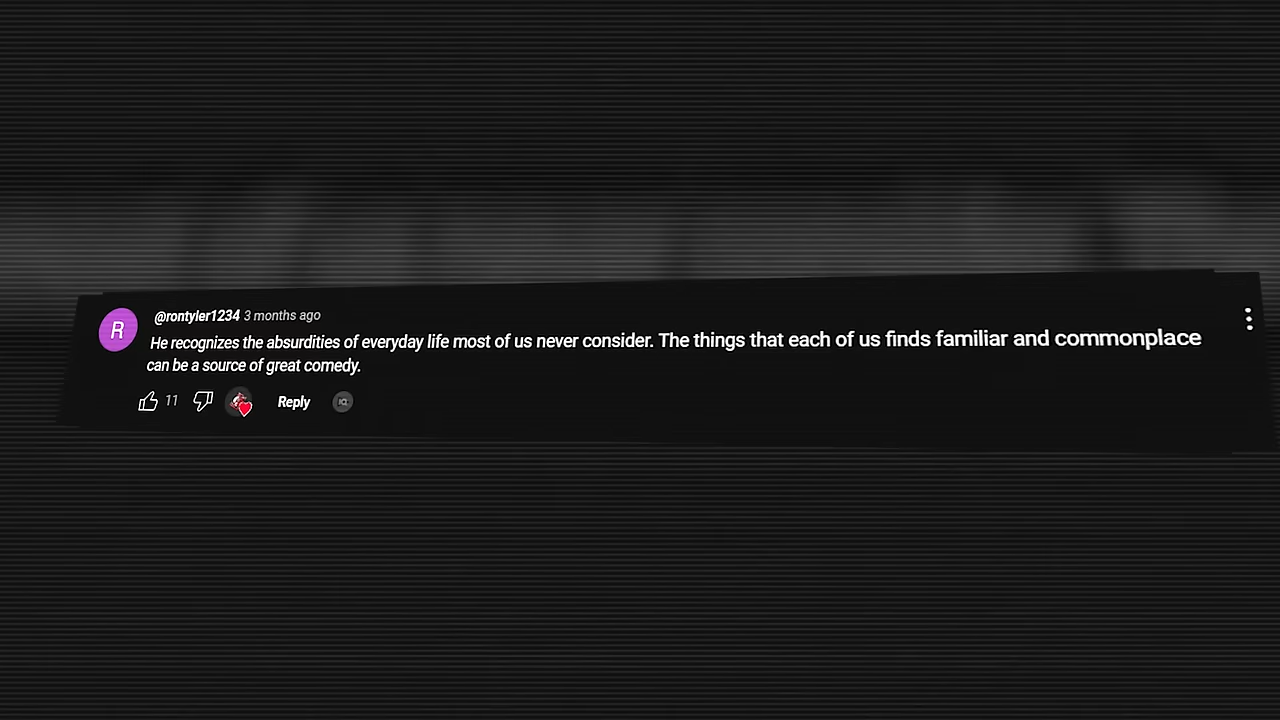 @rontyler1234 3 months ago
He recognizes the absurdities of everyday life most of us never consider. The things that each of us finds familiar and commonplace
can be a source of great comedy.
11 Reply